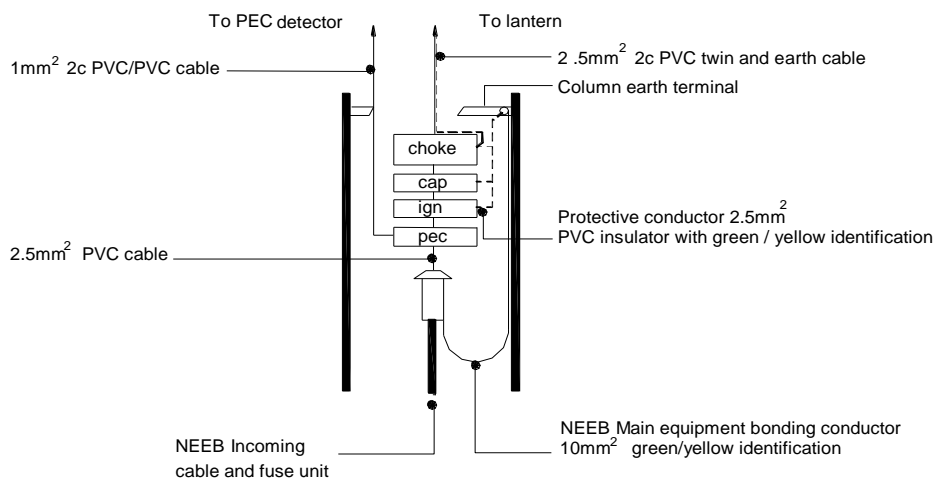 To PEC detector
To lantern
1mm² 2c PVC/PVC cable
2 .5mm² 2c PVC twin and earth cable
Column earth terminal
choke
cap
ign
pec
Protective conductor 2.5mm²
PVC insulator with green / yellow identification
2.5mm² PVC cable
NEEB Incoming
cable and fuse unit
NEEB Main equipment bonding conductor
10mm² green/yellow identification